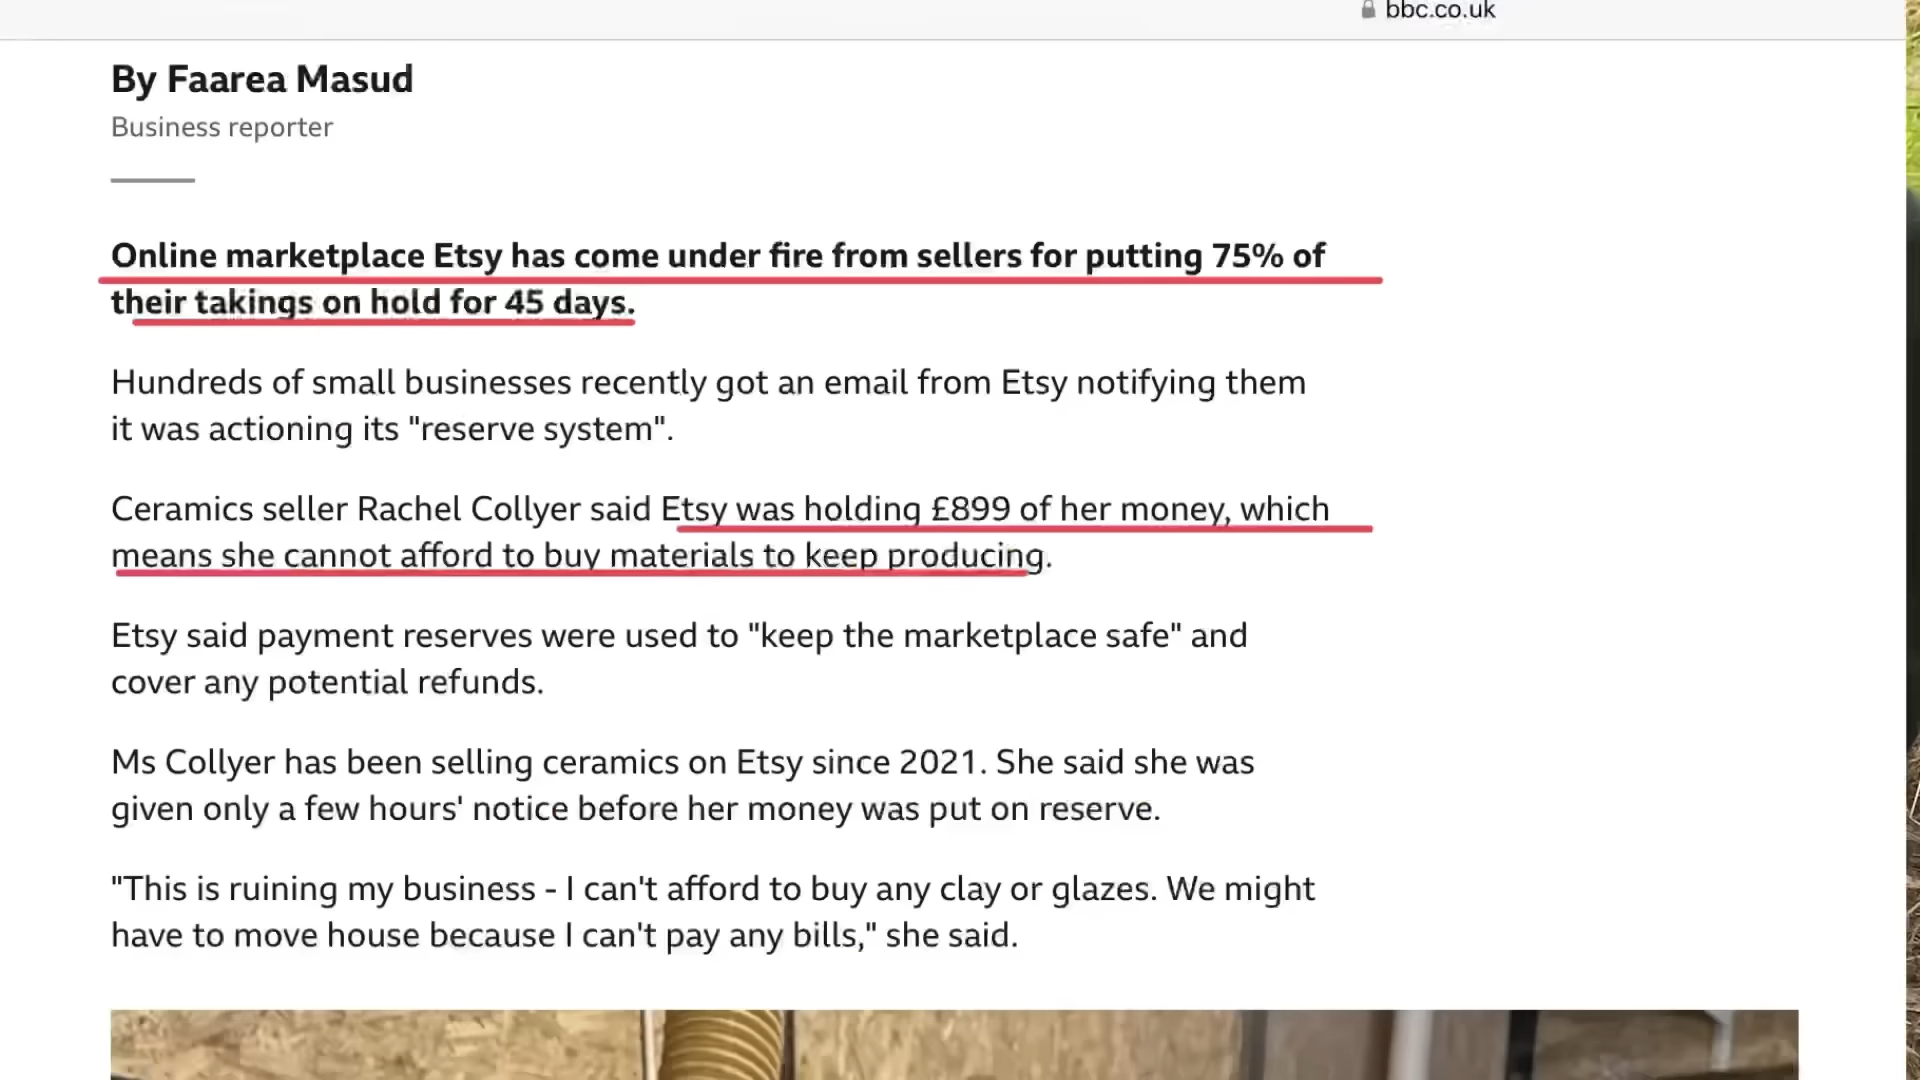 bbc.co.uk
By Faarea Masud
Business reporter
Online marketplace Etsy has come under fire from sellers for putting 75% of
their takings on hold for 45 days.
Hundreds of small businesses recently got an email from Etsy notifying them
it was actioning its "reserve system".
Ceramics seller Rachel Collyer said Etsy was holding £899 of her money, which
means she cannot afford to buy materials to keep producing.
Etsy said payment reserves were used to "keep the marketplace safe" and
cover any potential refunds.
Ms Collyer has been selling ceramics on Etsy since 2021. She said she was
given only a few hours' notice before her money was put on reserve.
"This is ruining my business - I can't afford to buy any clay or glazes. We might
have to move house because I can't pay any bills," she said.